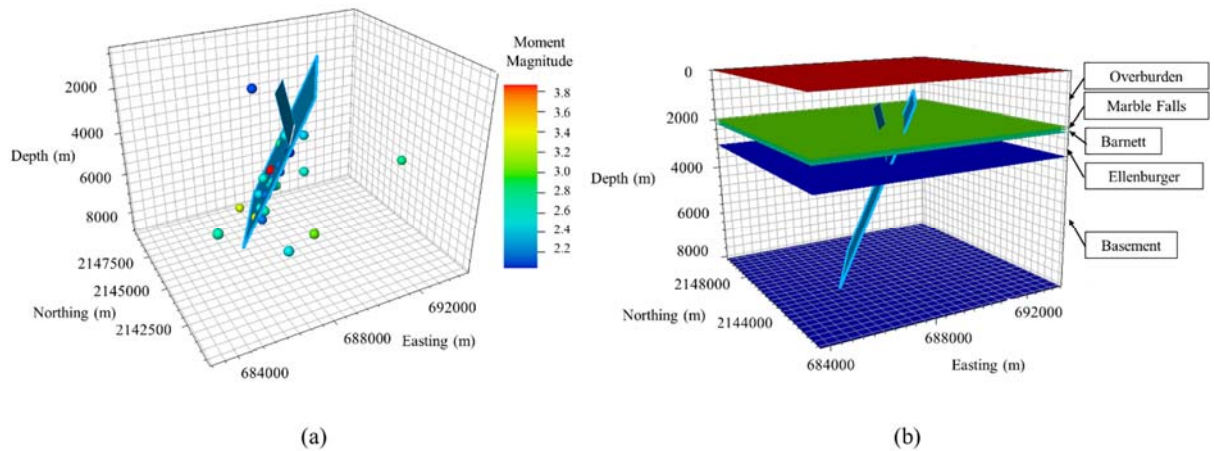 Moment
Magnitude
3.8
3.6
3.4
3.2
3.0
2.8
2.6
2.4
2.2
2000
4000
Depth (m)
6000
8000
2147500
2145000
Northing (m)
2142500
684000
688000
692000
Easting (m)
(a)
0
2000
4000
Depth (m)
6000
8000
2148000
Northing (m)
2144000
684000
688000
692000
Easting (m)
Overburden
Marble Falls
Barnett
Ellenburger
Basement
(b)